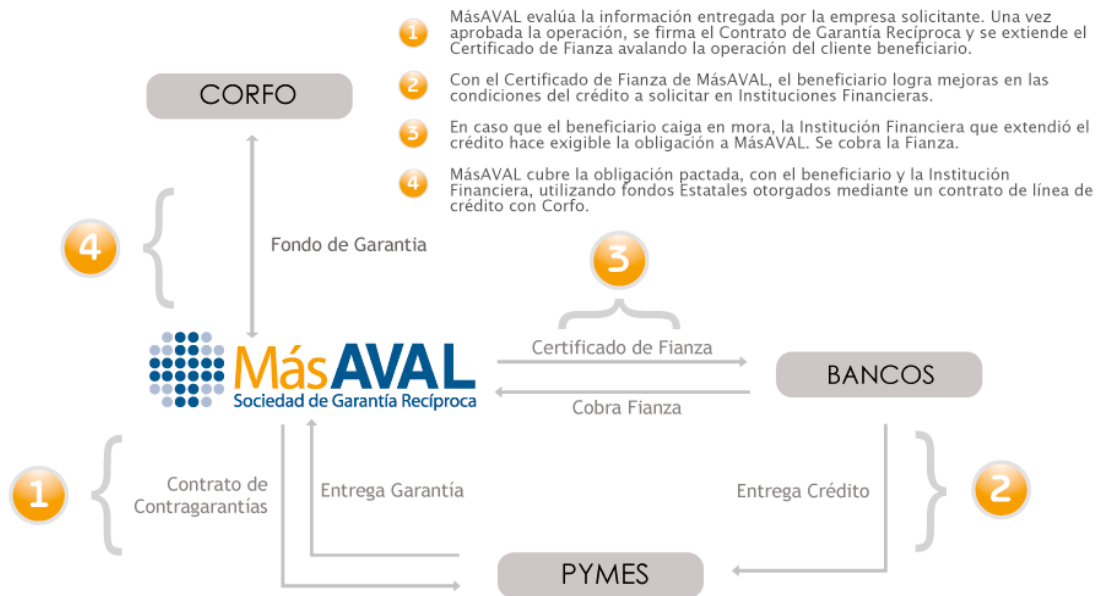 1 MásAVAL evalúa la información entregada por la empresa solicitante. Una vez
aprobada la operación, se firma el Contrato de Garantía Recíproca y se extiende el
Certificado de Fianza avalando la operación del cliente beneficiario.
2 Con el Certificado de Fianza de MásAVAL, el beneficiario logra mejoras en las
condiciones del crédito a solicitar en Instituciones Financieras.
3 En caso que el beneficiario caiga en mora, la Institución Financiera que extendió el
crédito hace exigible la obligación a MásAVAL. Se cobra la Fianza.
4 MásAVAL cubre la obligación pactada, con el beneficiario y la Institución
Financiera, utilizando fondos Estatales otorgados mediante un contrato de línea de
crédito con Corfo.
CORFO
4
Fondo de Garantia
3
MásAVAL
Sociedad de Garantía Recíproca
Certificado de Fianza
Cobra Fianza
BANCOS
1
Contrato de
Contragarantías
Entrega Garantía
Entrega Crédito
2
PYMES